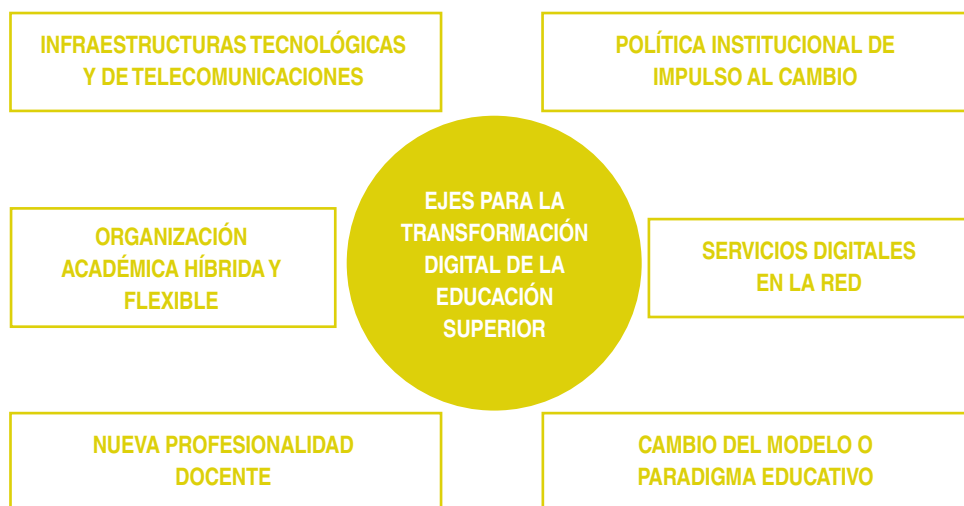 INFRAESTRUCTURAS TECNOLÓGICAS
Y DE TELECOMUNICACIONES
POLÍTICA INSTITUCIONAL DE
IMPULSO AL CAMBIO
ORGANIZACIÓN
ACADÉMICA HÍBRIDA Y
FLEXIBLE
EJES PARA LA
TRANSFORMACIÓN
DIGITAL DE LA
EDUCACIÓN
SUPERIOR
SERVICIOS DIGITALES
EN LA RED
NUEVA PROFESIONALIDAD
DOCENTE
CAMBIO DEL MODELO O
PARADIGMA EDUCATIVO